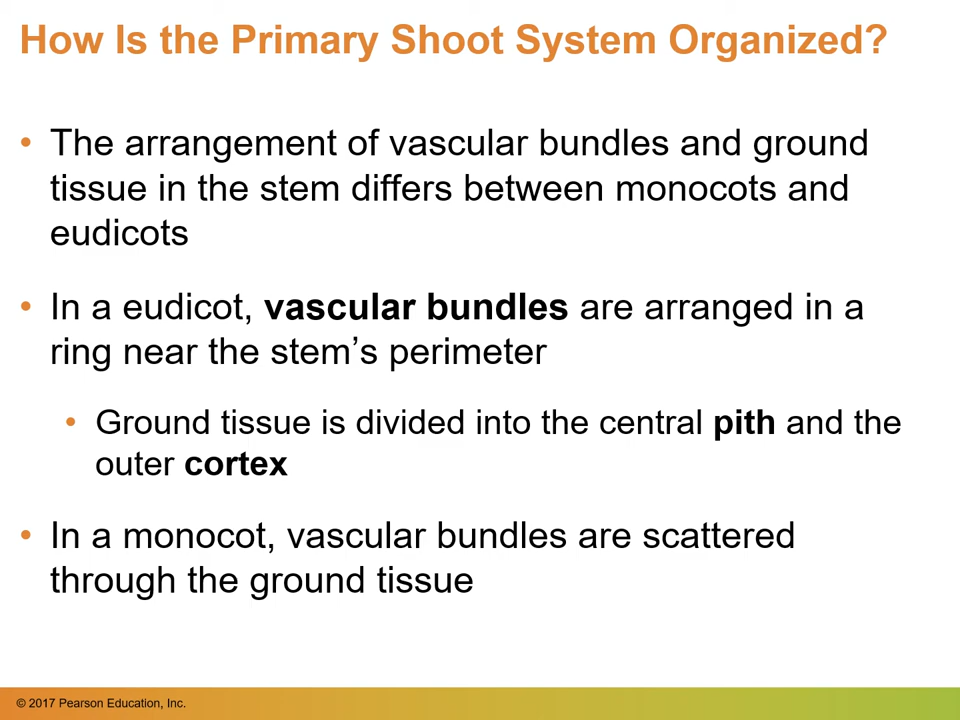 How Is the Primary Shoot System Organized?
• The arrangement of vascular bundles and ground
tissue in the stem differs between monocots and
eudicots
• In a eudicot, vascular bundles are arranged in a
ring near the stem’s perimeter
• Ground tissue is divided into the central pith and the
outer cortex
• In a monocot, vascular bundles are scattered
through the ground tissue
© 2017 Pearson Education, Inc.